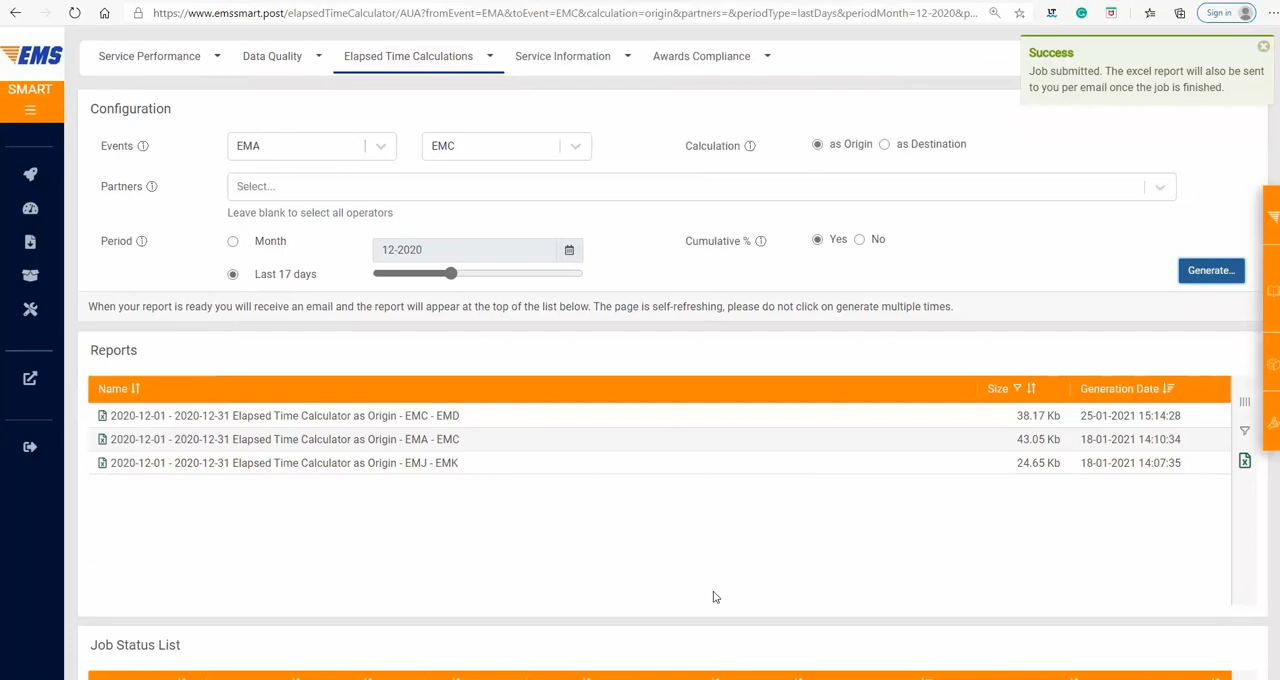 https://www.emssmart.post/elapsedTimeCalculator/AUA?fromEvent=EMA&toEvent=EMC&calculation=origin&partners=&periodType=lastDays&periodMonth=12-2020&p...
Sign in
EMS
SMART
Service Performance
Data Quality
Elapsed Time Calculations
Service Information
Awards Compliance
Success
Job submitted. The excel report will also be sent
to you per email once the job is finished.
Configuration
Events
EMA
EMC
Calculation
as Origin
as Destination
Partners
Select...
Leave blank to select all operators
Period
Month
12-2020
Cumulative %
Yes
No
Last 17 days
Generate...
When your report is ready you will receive an email and the report will appear at the top of the list below. The page is self-refreshing, please do not click on generate multiple times.
Reports
Name
Size
Generation Date
2020-12-01 - 2020-12-31 Elapsed Time Calculator as Origin - EMC - EMD
38.17 Kb
25-01-2021 15:14:28
2020-12-01 - 2020-12-31 Elapsed Time Calculator as Origin - EMA - EMC
43.05 Kb
18-01-2021 14:10:34
2020-12-01 - 2020-12-31 Elapsed Time Calculator as Origin - EMJ - EMK
24.65 Kb
18-01-2021 14:07:35
Job Status List